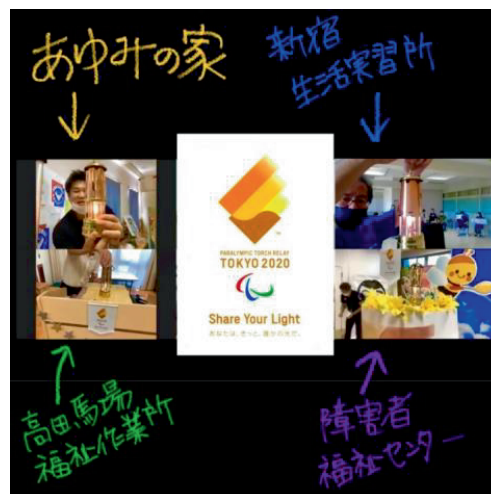 あゆみの家
新宿
生活実習所
PARALYMPIC TORCH RELAY
TOKYO 2020
Share Your Light
あなたは、きっと、誰かの光だ。
高田馬場
福祉作業所
障害者
福祉センター